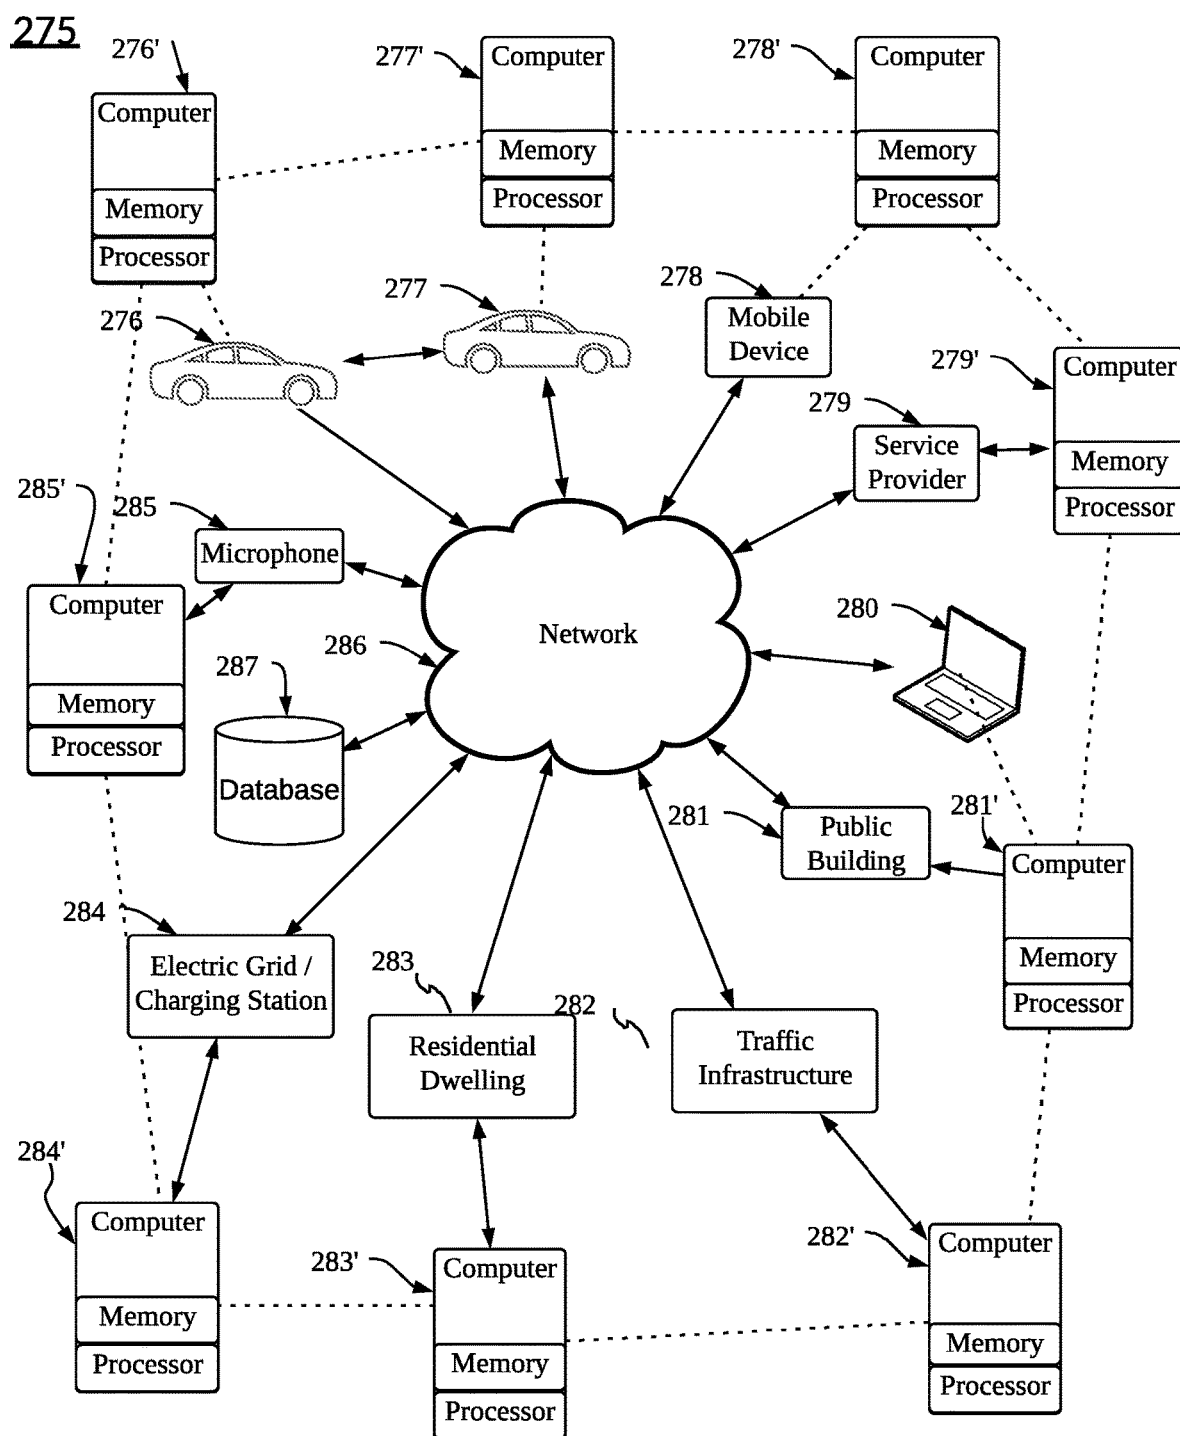 275
276'
Computer
Memory
Processor
277'
Computer
Memory
Processor
278'
Computer
Memory
Processor
276
277
278
Mobile
Device
279'
Computer
Memory
Processor
279
Service
Provider
285'
Computer
Memory
Processor
285
Microphone
Network
286
287
Database
280
281
Public
Building
281'
Computer
Memory
Processor
284
Electric Grid /
Charging Station
283
Residential
Dwelling
282
Traffic
Infrastructure
284'
Computer
Memory
Processor
283'
Computer
Memory
Processor
282'
Computer
Memory
Processor